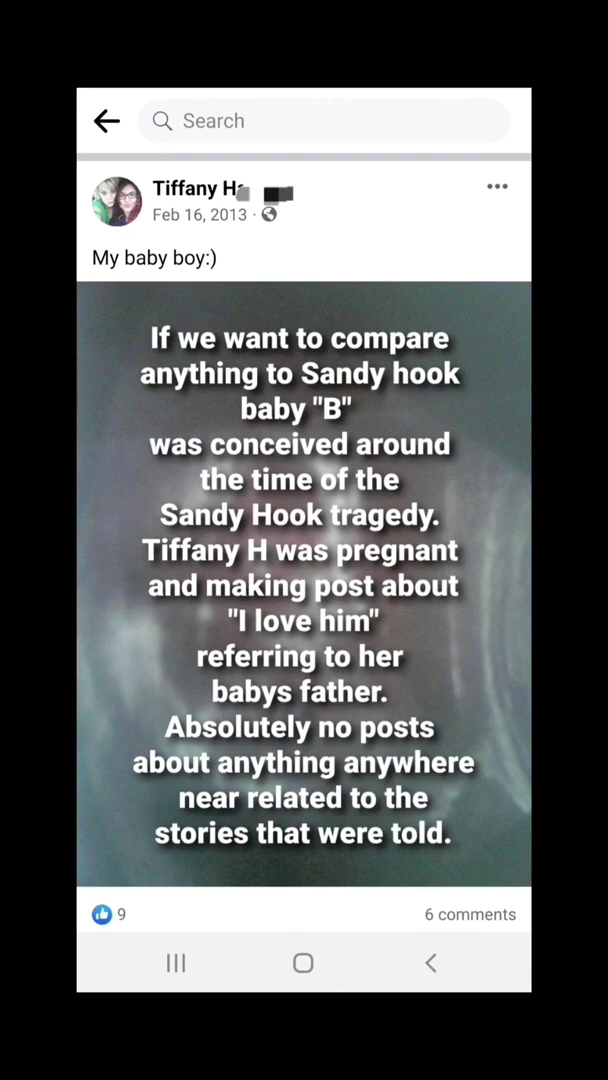 Search
Tiffany H
Feb 16, 2013 ·
My baby boy:)
If we want to compare
anything to Sandy hook
baby "B"
was conceived around
the time of the
Sandy Hook tragedy.
Tiffany H was pregnant
and making post about
"I love him"
referring to her
babys father.
Absolutely no posts
about anything anywhere
near related to the
stories that were told.
9
6 comments